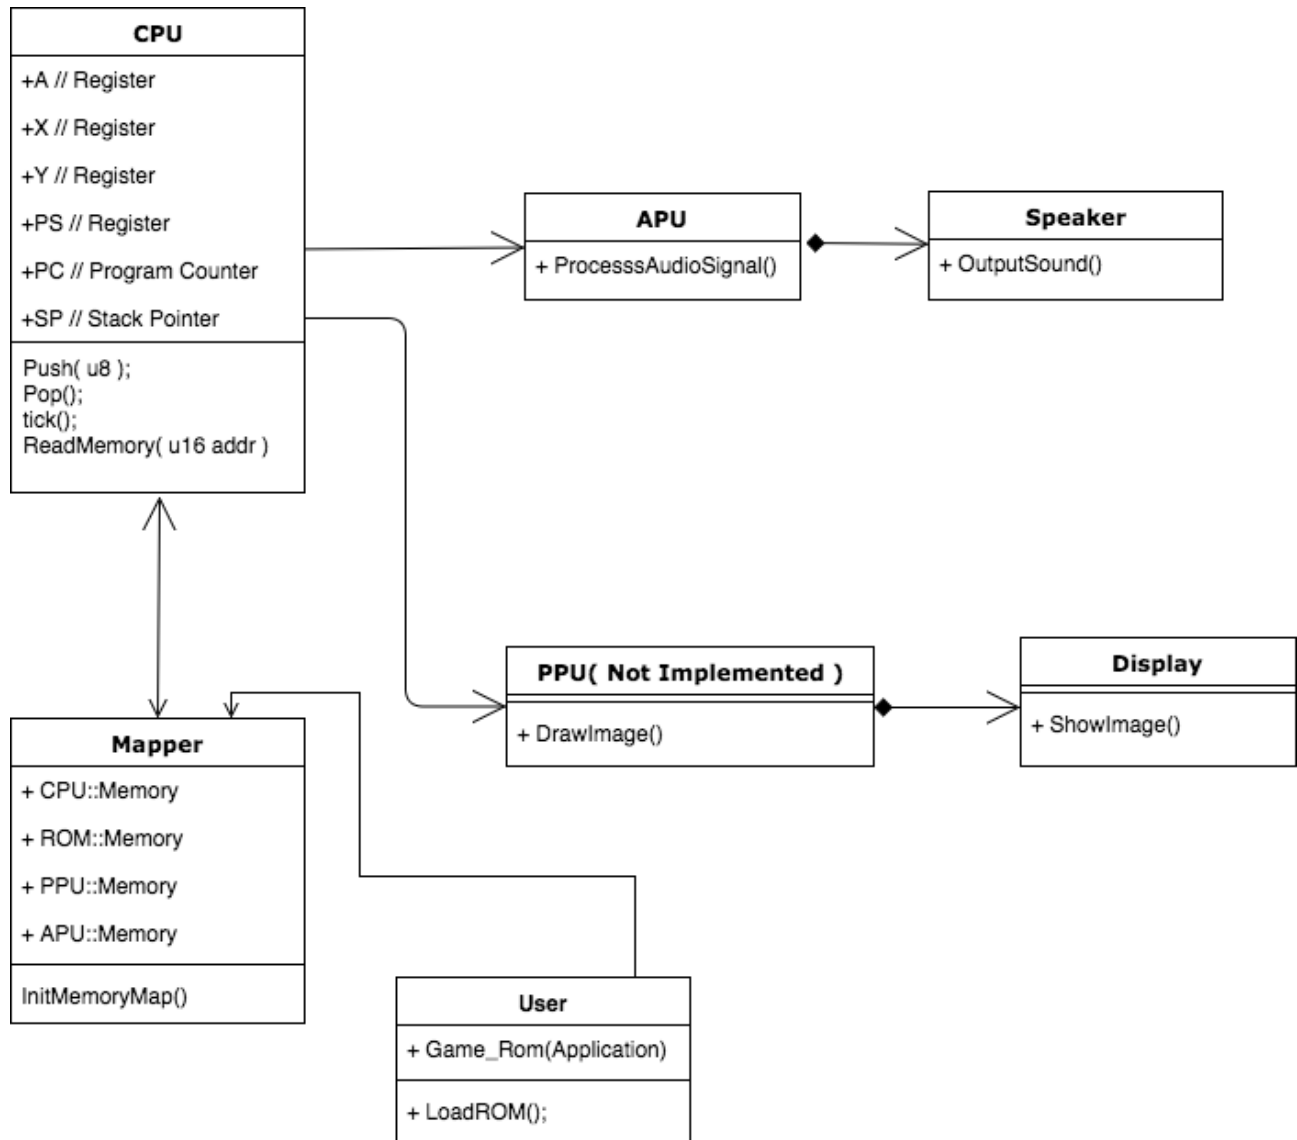 CPU
+A // Register
+X // Register
+Y // Register
+PS // Register
+PC // Program Counter
+SP // Stack Pointer
Push( u8 );
Pop();
tick();
ReadMemory( u16 addr )
APU
+ ProcesssAudioSignal()
Speaker
+ OutputSound()
PPU( Not Implemented )
+ DrawImage()
Display
+ ShowImage()
Mapper
+ CPU::Memory
+ ROM::Memory
+ PPU::Memory
+ APU::Memory
InitMemoryMap()
User
+ Game_Rom(Application)
+ LoadROM();